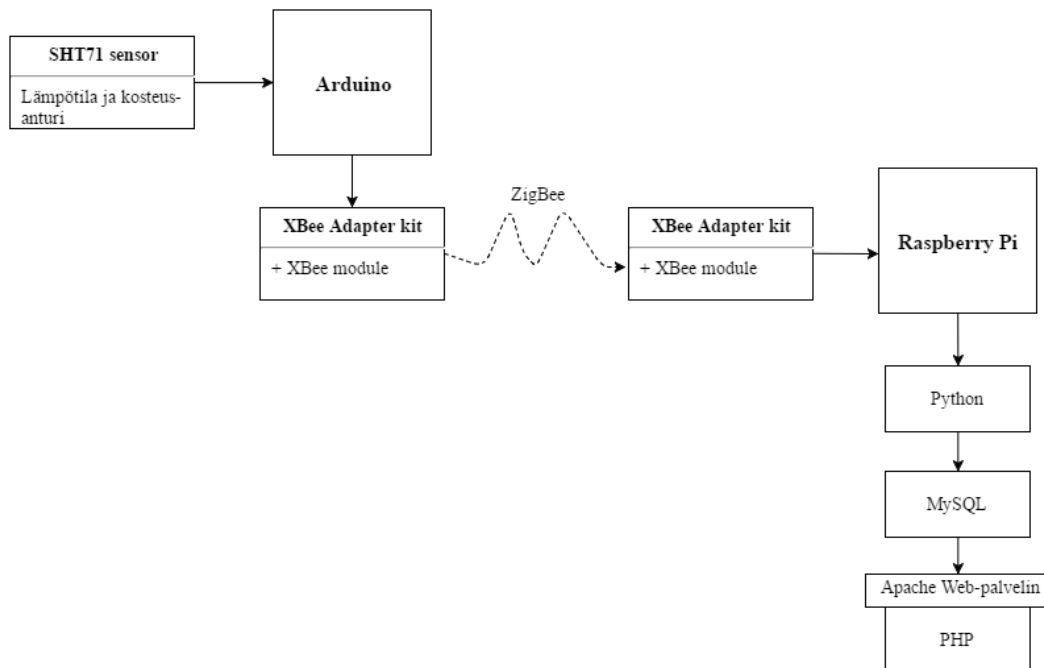 SHT71 sensor
Lämpötila ja kosteus-
anturi
Arduino
XBee Adapter kit
+ XBee module
ZigBee
XBee Adapter kit
+ XBee module
Raspberry Pi
Python
MySQL
Apache Web-palvelin
PHP